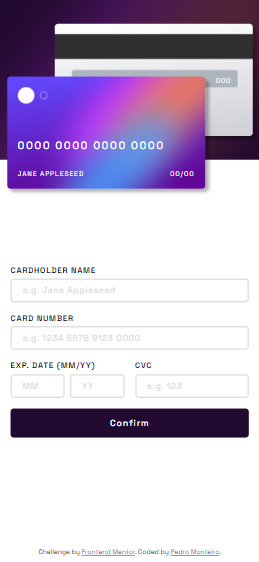 000
0000 0000 0000 0000
JANE APPLESEED 00/00
CARDHOLDER NAME
e.g. Jane Appleseed
CARD NUMBER
e.g. 1234 5678 9123 0000
EXP. DATE (MM/YY) CVC
MM YY e.g. 123
Confirm
Challenge by Frontend Mentor. Coded by Pedro Monteiro.